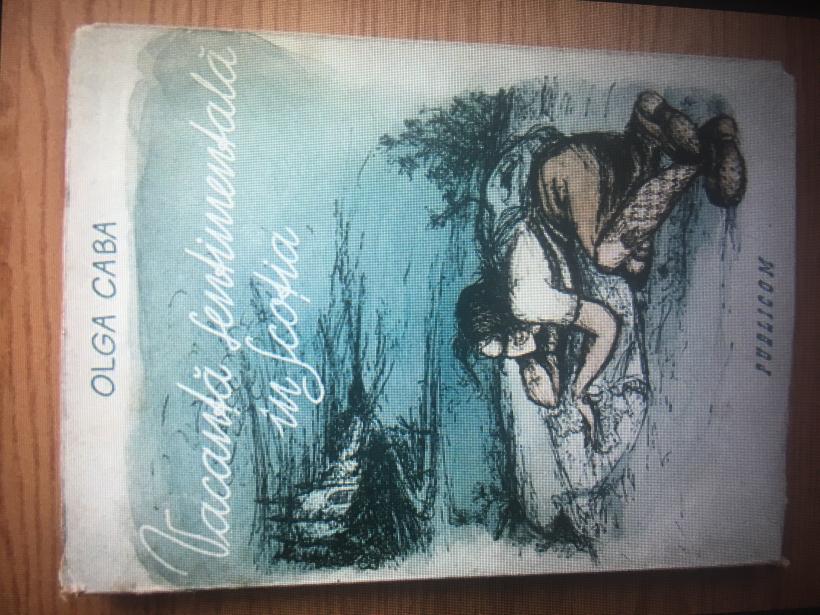 OLGA CABA
Vacanță sentimentală
în Scoția
PUBLICOM